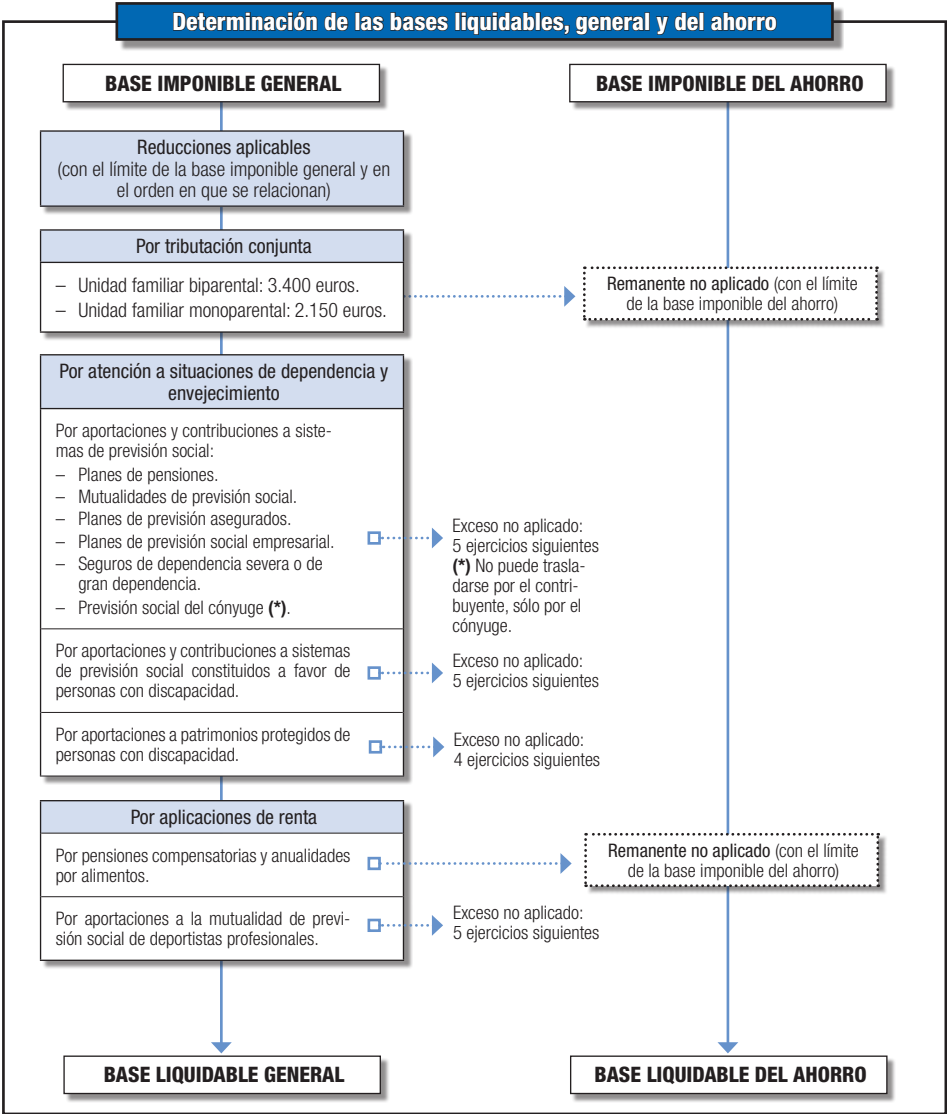 Determinación de las bases liquidables, general y del ahorro
BASE IMPONIBLE GENERAL
BASE IMPONIBLE DEL AHORRO
Reducciones aplicables
(con el límite de la base imponible general y en
el orden en que se relacionan)
Por tributación conjunta
– Unidad familiar biparental: 3.400 euros.
– Unidad familiar monoparental: 2.150 euros.
Remanente no aplicado (con el límite
de la base imponible del ahorro)
Por atención a situaciones de dependencia y
envejecimiento
Por aportaciones y contribuciones a siste-
mas de previsión social:
– Planes de pensiones.
– Mutualidades de previsión social.
– Planes de previsión asegurados.
– Planes de previsión social empresarial.
– Seguros de dependencia severa o de
gran dependencia.
– Previsión social del cónyuge (*).
Exceso no aplicado:
5 ejercicios siguientes
(*) No puede trasla-
darse por el contri-
buyente, sólo por el
cónyuge.
Por aportaciones y contribuciones a sistemas
de previsión social constituidos a favor de
personas con discapacidad.
Exceso no aplicado:
5 ejercicios siguientes
Por aportaciones a patrimonios protegidos de
personas con discapacidad.
Exceso no aplicado:
4 ejercicios siguientes
Por aplicaciones de renta
Por pensiones compensatorias y anualidades
por alimentos.
Remanente no aplicado (con el límite
de la base imponible del ahorro)
Por aportaciones a la mutualidad de previ-
sión social de deportistas profesionales.
Exceso no aplicado:
5 ejercicios siguientes
BASE LIQUIDABLE GENERAL
BASE LIQUIDABLE DEL AHORRO